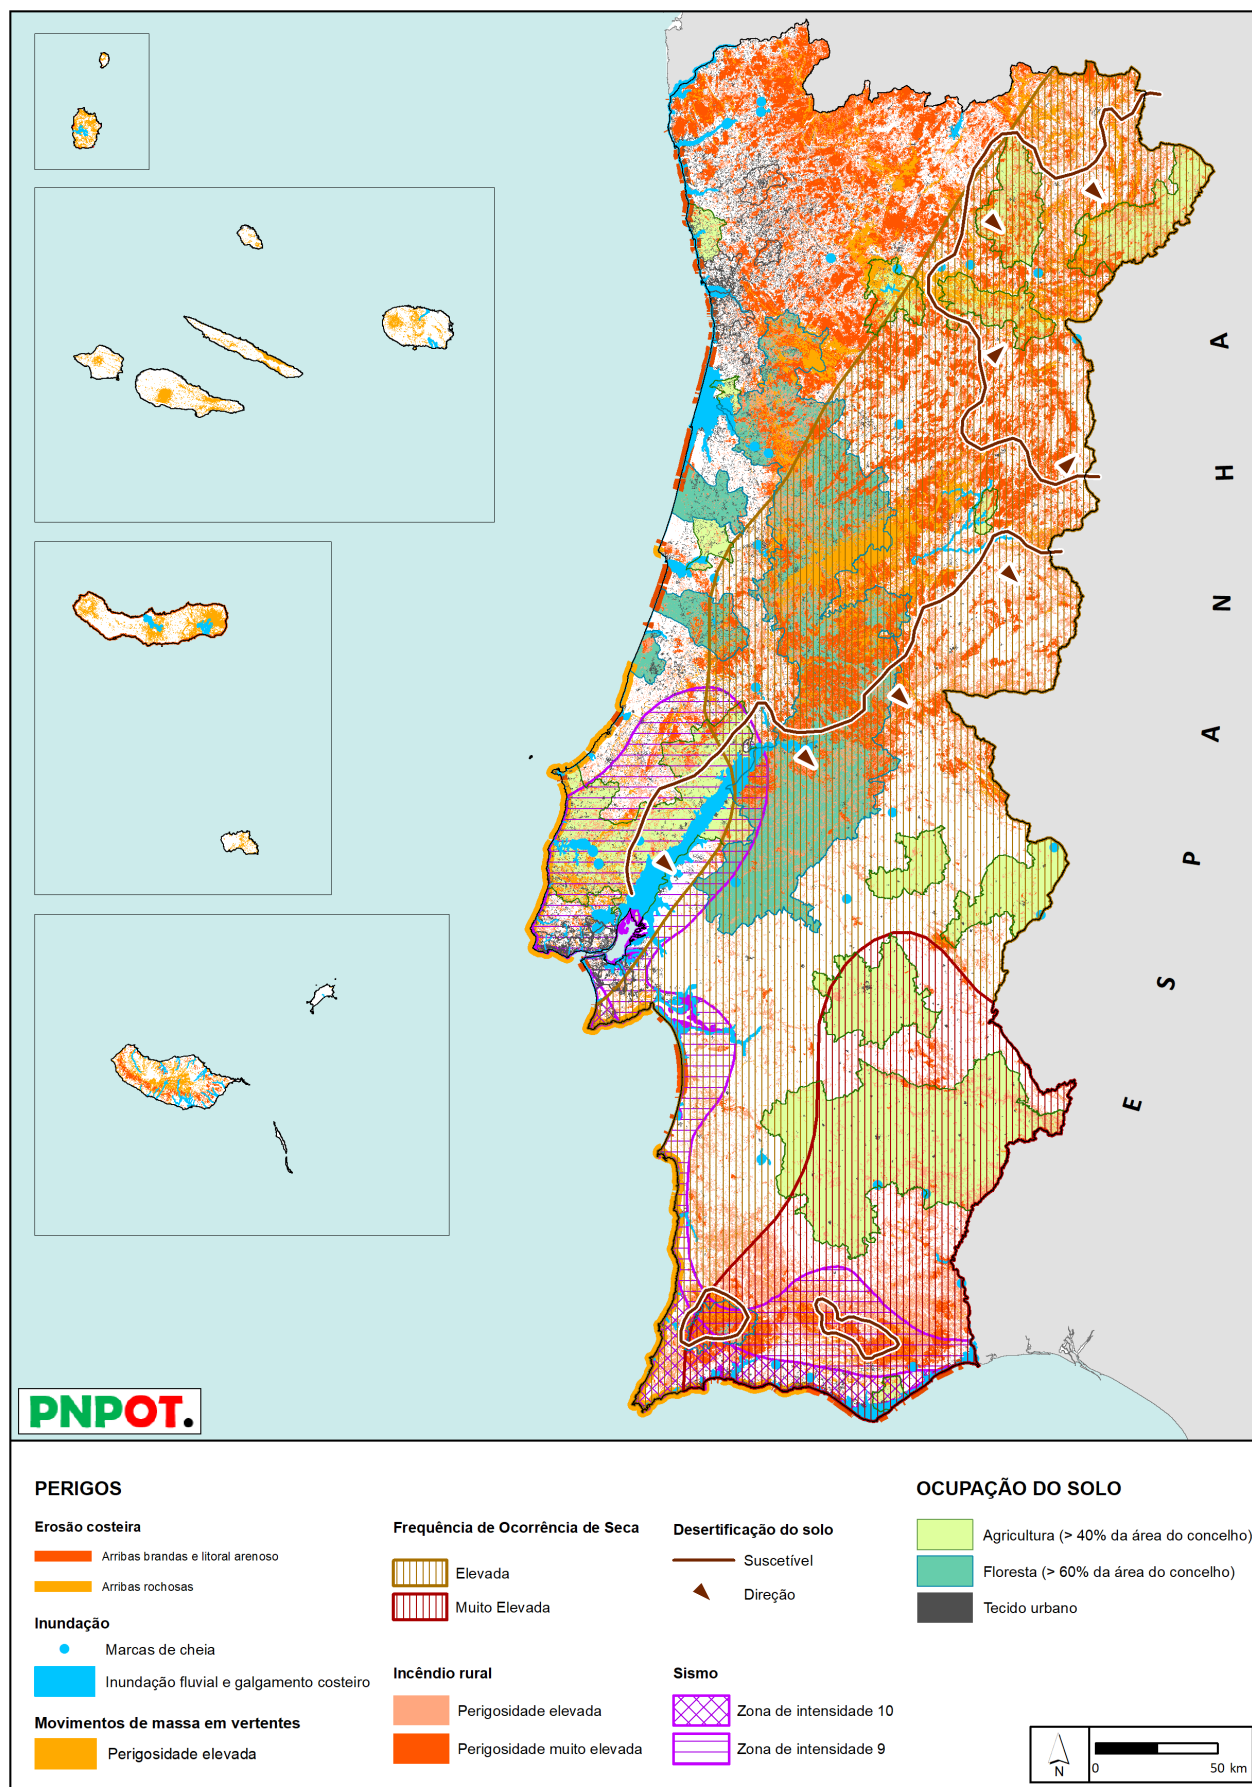 E S P A N H A
PNPOT.
PERIGOS
Erosão costeira
Arribas brandas e litoral arenoso
Arribas rochosas
Inundação
Marcas de cheia
Inundação fluvial e galgamento costeiro
Movimentos de massa em vertentes
Perigosidade elevada
Frequência de Ocorrência de Seca
Elevada
Muito Elevada
Incêndio rural
Perigosidade elevada
Perigosidade muito elevada
Desertificação do solo
Suscetível
Direção
Sismo
Zona de intensidade 10
Zona de intensidade 9
OCUPAÇÃO DO SOLO
Agricultura (> 40% da área do concelho)
Floresta (> 60% da área do concelho)
Tecido urbano
N
0 50 km